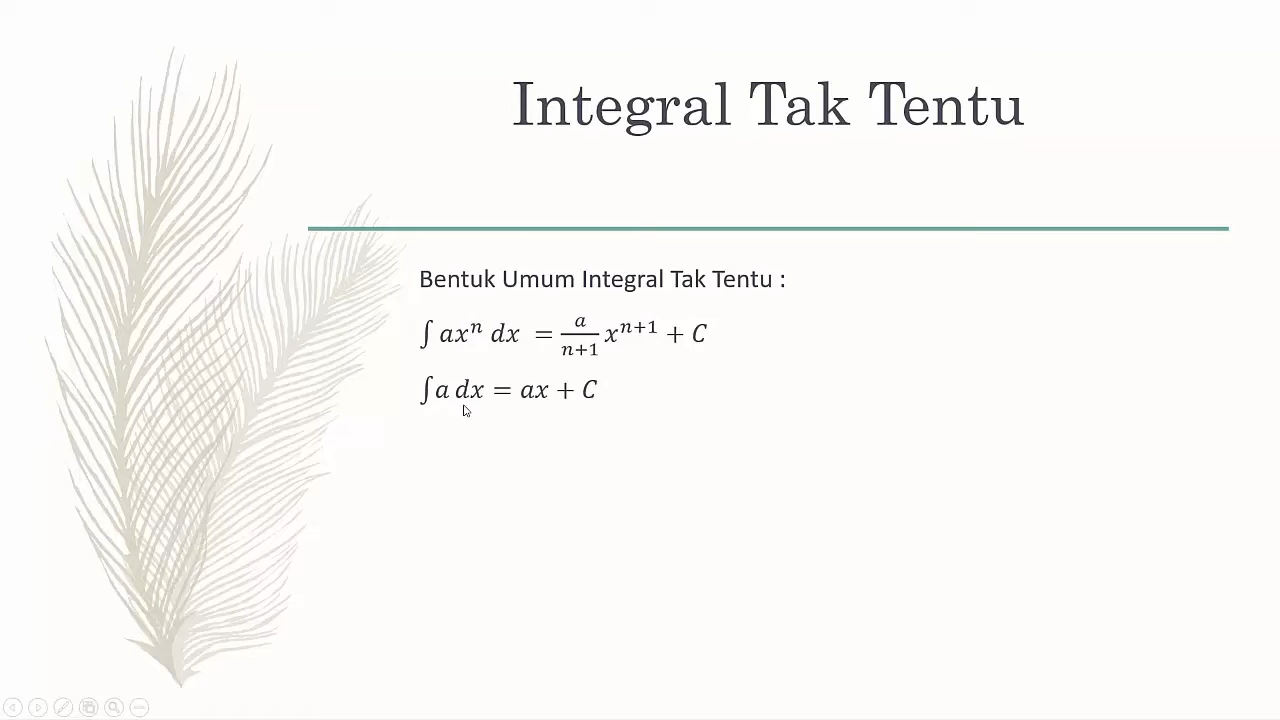 Integral Tak Tentu
Bentuk Umum Integral Tak Tentu :
∫ axⁿ dx = a/(n+1) xⁿ⁺¹ + C
∫ a dx = ax + C